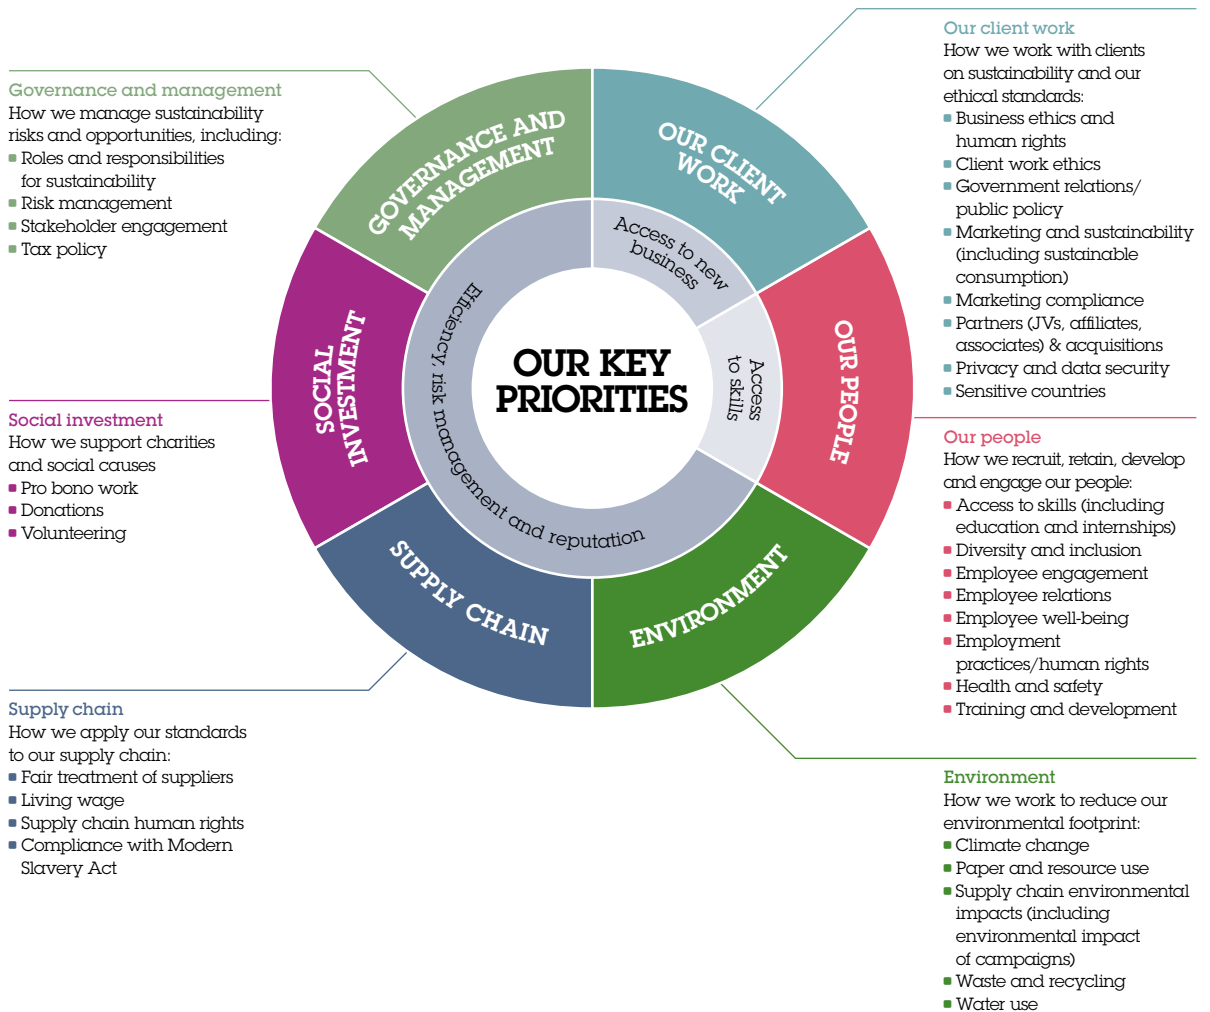 Governance and management
How we manage sustainability
risks and opportunities, including:
Roles and responsibilities
for sustainability
Risk management
Stakeholder engagement
Tax policy
Social investment
How we support charities
and social causes
Pro bono work
Donations
Volunteering
Supply chain
How we apply our standards
to our supply chain:
Fair treatment of suppliers
Living wage
Supply chain human rights
Compliance with Modern
Slavery Act
GOVERNANCE AND
MANAGEMENT
OUR CLIENT
WORK
OUR PEOPLE
ENVIRONMENT
SUPPLY CHAIN
SOCIAL
INVESTMENT
Access to new
business
Access
to skills
Efficiency, risk management and reputation
OUR KEY
PRIORITIES
Our client work
How we work with clients
on sustainability and our
ethical standards:
Business ethics and
human rights
Client work ethics
Government relations/
public policy
Marketing and sustainability
(including sustainable
consumption)
Marketing compliance
Partners (JVs, affiliates,
associates) & acquisitions
Privacy and data security
Sensitive countries
Our people
How we recruit, retain, develop
and engage our people:
Access to skills (including
education and internships)
Diversity and inclusion
Employee engagement
Employee relations
Employee well-being
Employment
practices/human rights
Health and safety
Training and development
Environment
How we work to reduce our
environmental footprint:
Climate change
Paper and resource use
Supply chain environmental
impacts (including
environmental impact
of campaigns)
Waste and recycling
Water use